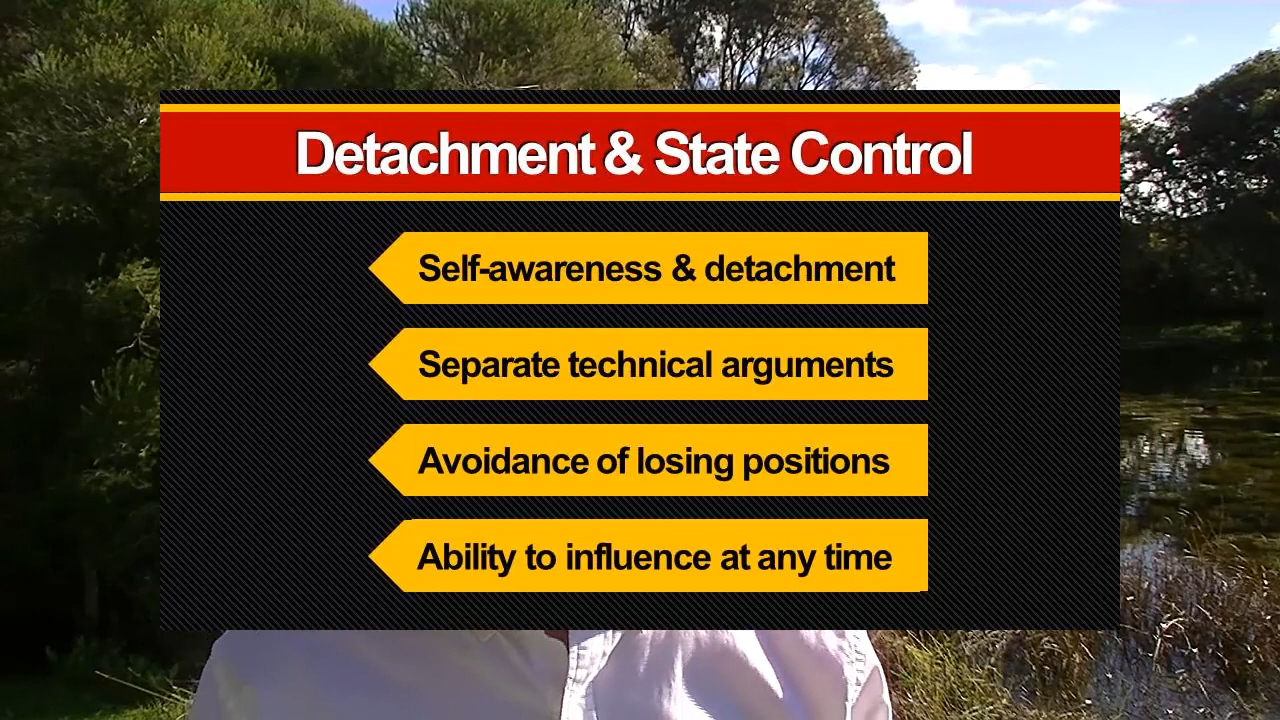 Detachment & State Control
Self-awareness & detachment
Separate technical arguments
Avoidance of losing positions
Ability to influence at any time